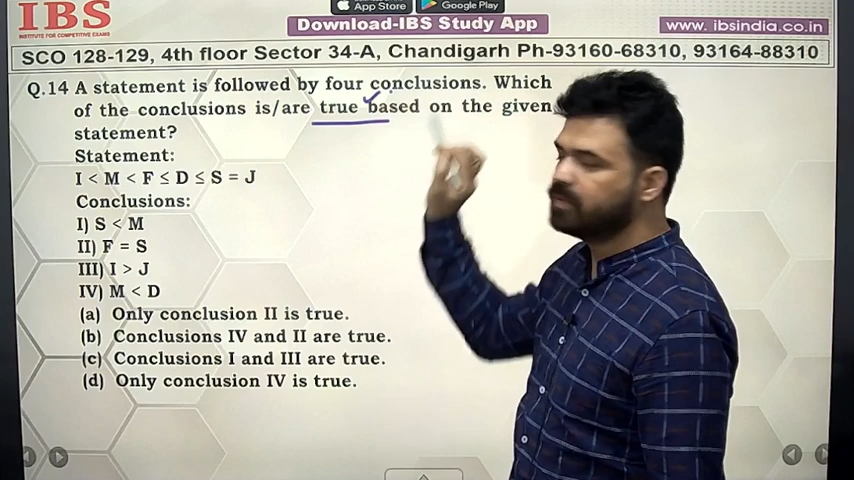 IBS
INSTITUTE FOR COMPETITIVE EXAMS
App Store
Google Play
Download-IBS Study App
www. ibsindia.co.in
SCO 128-129, 4th floor Sector 34-A, Chandigarh Ph-93160-68310, 93164-88310
Q.14 A statement is followed by four conclusions. Which
of the conclusions is/are true based on the given
statement?
Statement:
I < M < F ≤ D ≤ S = J
Conclusions:
I) S < M
II) F = S
III) I > J
IV) M < D
(a) Only conclusion II is true.
(b) Conclusions IV and II are true.
(c) Conclusions I and III are true.
(d) Only conclusion IV is true.